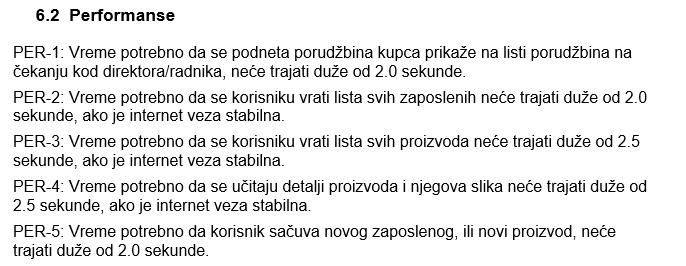 6.2 Performanse
PER-1: Vreme potrebno da se podneta porudžbina kupca prikaže na listi porudžbina na
čekanju kod direktora/radnika, neće trajati duže od 2.0 sekunde.
PER-2: Vreme potrebno da se korisniku vrati lista svih zaposlenih neće trajati duže od 2.0
sekunde, ako je internet veza stabilna.
PER-3: Vreme potrebno da se korisniku vrati lista svih proizvoda neće trajati duže od 2.5
sekunde, ako je internet veza stabilna.
PER-4: Vreme potrebno da se učitaju detalji proizvoda i njegova slika neće trajati duže od
2.5 sekunde, ako je internet veza stabilna.
PER-5: Vreme potrebno da korisnik sačuva novog zaposlenog, ili novi proizvod, neće
trajati duže od 2.0 sekunde.